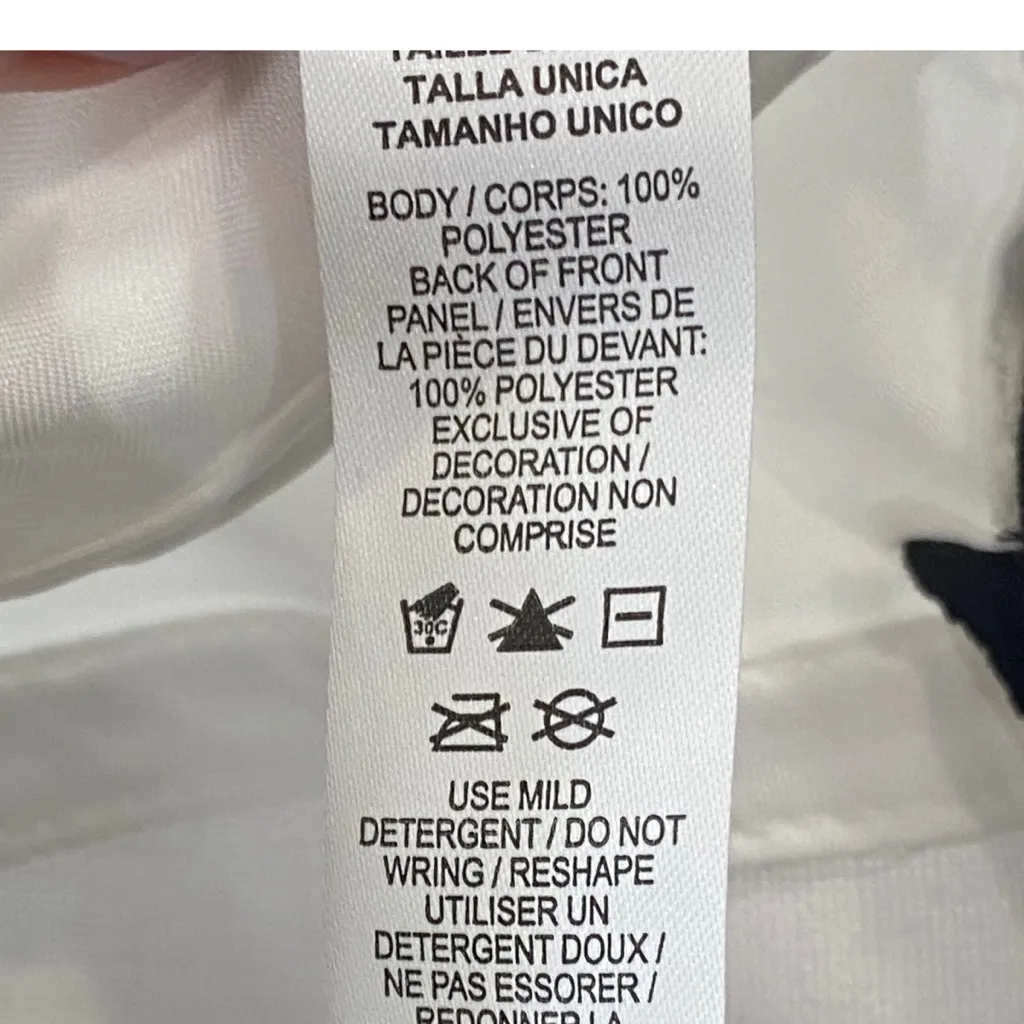 TALLA UNICA
TAMANHO UNICO
BODY / CORPS: 100%
POLYESTER
BACK OF FRONT
PANEL / ENVERS DE
LA PIÈCE DU DEVANT:
100% POLYESTER
EXCLUSIVE OF
DECORATION /
DECORATION NON
COMPRISE
30C
USE MILD
DETERGENT / DO NOT
WRING / RESHAPE
UTILISER UN
DETERGENT DOUX /
NE PAS ESSORER /
REDONNER LA